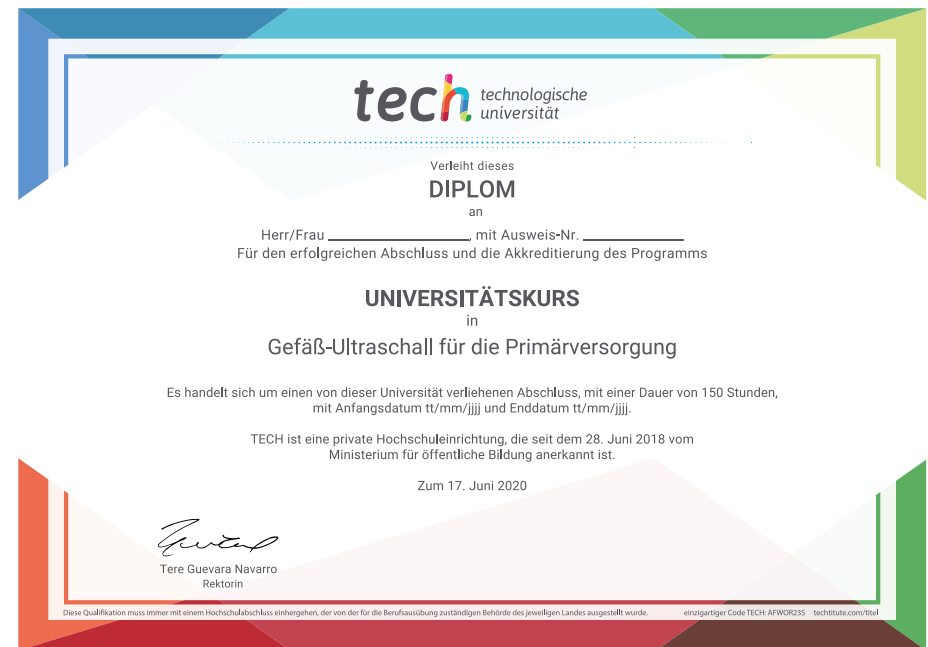 tech technologische
universität
Verleiht dieses
DIPLOM
an
Herr/Frau ____________, mit Ausweis-Nr. ____________
Für den erfolgreichen Abschluss und die Akkreditierung des Programms
UNIVERSITÄTSKURS
in
Gefäß-Ultraschall für die Primärversorgung
Es handelt sich um einen von dieser Universität verliehenen Abschluss, mit einer Dauer von 150 Stunden,
mit Anfangsdatum tt/mm/jjjj und Enddatum tt/mm/jjjj.
TECH ist eine private Hochschuleinrichtung, die seit dem 28. Juni 2018 vom
Ministerium für öffentliche Bildung anerkannt ist.
Zum 17. Juni 2020
Tere Guevara Navarro
Rektorin
Diese Qualifikation muss immer mit einem Hochschulabschluss einhergehen, der von der für die Berufsausübung zuständigen Behörde des jeweiligen Landes ausgestellt wurde. einzigartiger Code TECH: AFWOR235 techtitute.com/titel